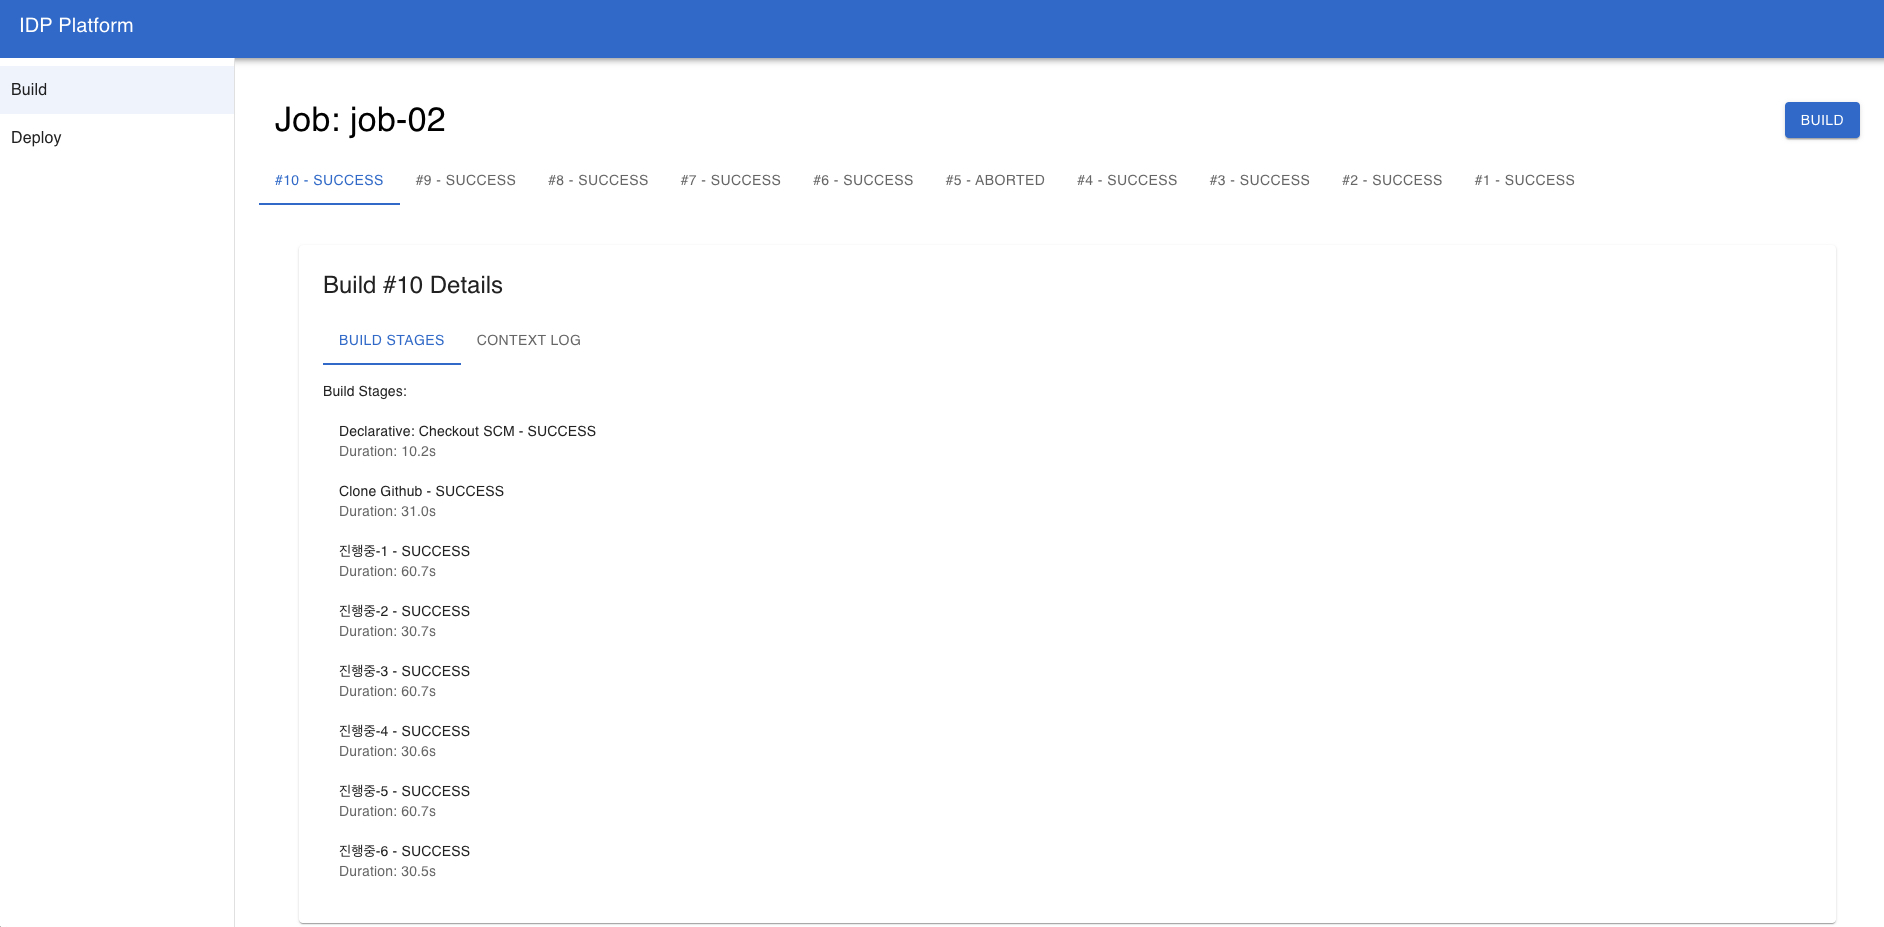 IDP Platform
Build
Deploy
Job: job-02
BUILD
#10 - SUCCESS #9 - SUCCESS #8 - SUCCESS #7 - SUCCESS #6 - SUCCESS #5 - ABORTED #4 - SUCCESS #3 - SUCCESS #2 - SUCCESS #1 - SUCCESS
Build #10 Details
BUILD STAGES CONTEXT LOG
Build Stages:
Declarative: Checkout SCM - SUCCESS
Duration: 10.2s
Clone Github - SUCCESS
Duration: 31.0s
진행중-1 - SUCCESS
Duration: 60.7s
진행중-2 - SUCCESS
Duration: 30.7s
진행중-3 - SUCCESS
Duration: 60.7s
진행중-4 - SUCCESS
Duration: 30.6s
진행중-5 - SUCCESS
Duration: 60.7s
진행중-6 - SUCCESS
Duration: 30.5s